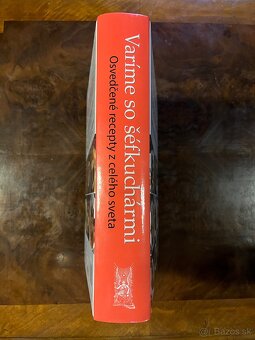 Varíme so šéfkuchármi
Osvedčené recepty z celého sveta
Bazos.sk